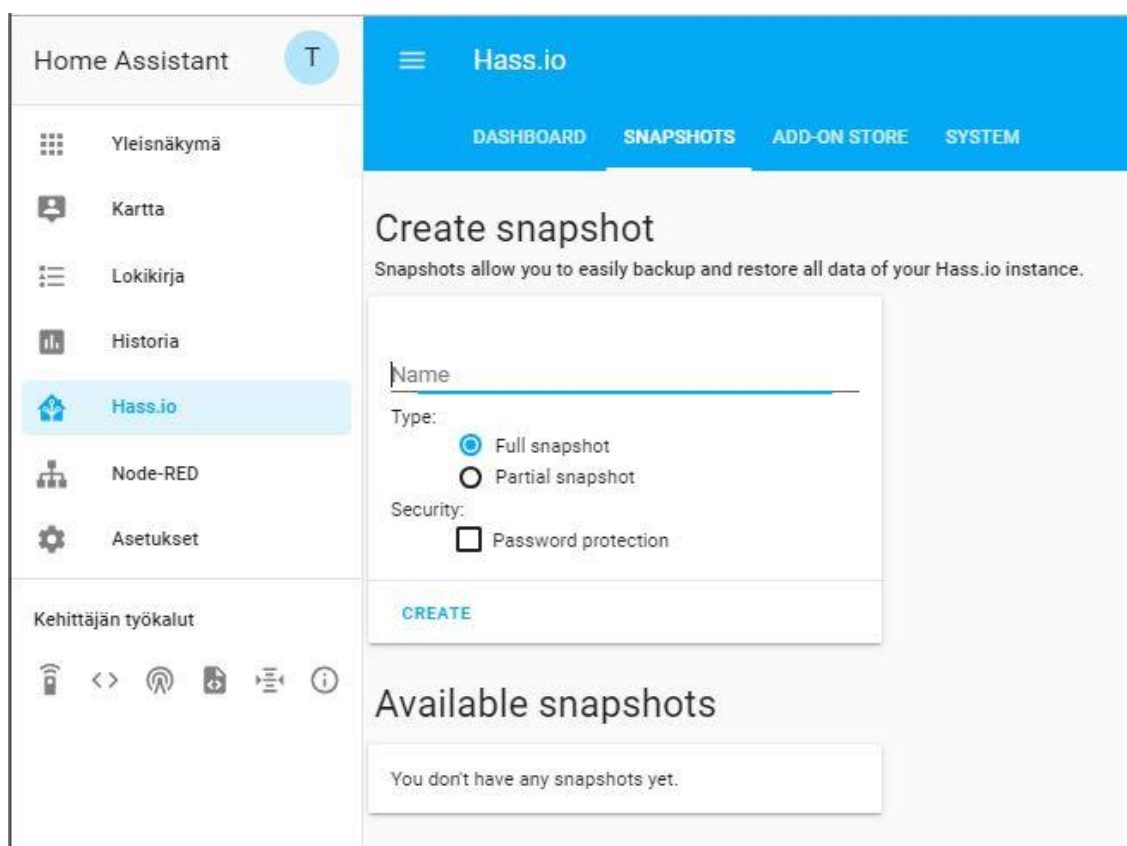 Home Assistant
T
Yleisnäkymä
Kartta
Lokikirja
Historia
Hass.io
Node-RED
Asetukset
Kehittäjän työkalut
Hass.io
DASHBOARD SNAPSHOTS ADD-ON STORE SYSTEM
Create snapshot
Snapshots allow you to easily backup and restore all data of your Hass.io instance.
Name
Type:
Full snapshot
Partial snapshot
Security:
Password protection
CREATE
Available snapshots
You don't have any snapshots yet.